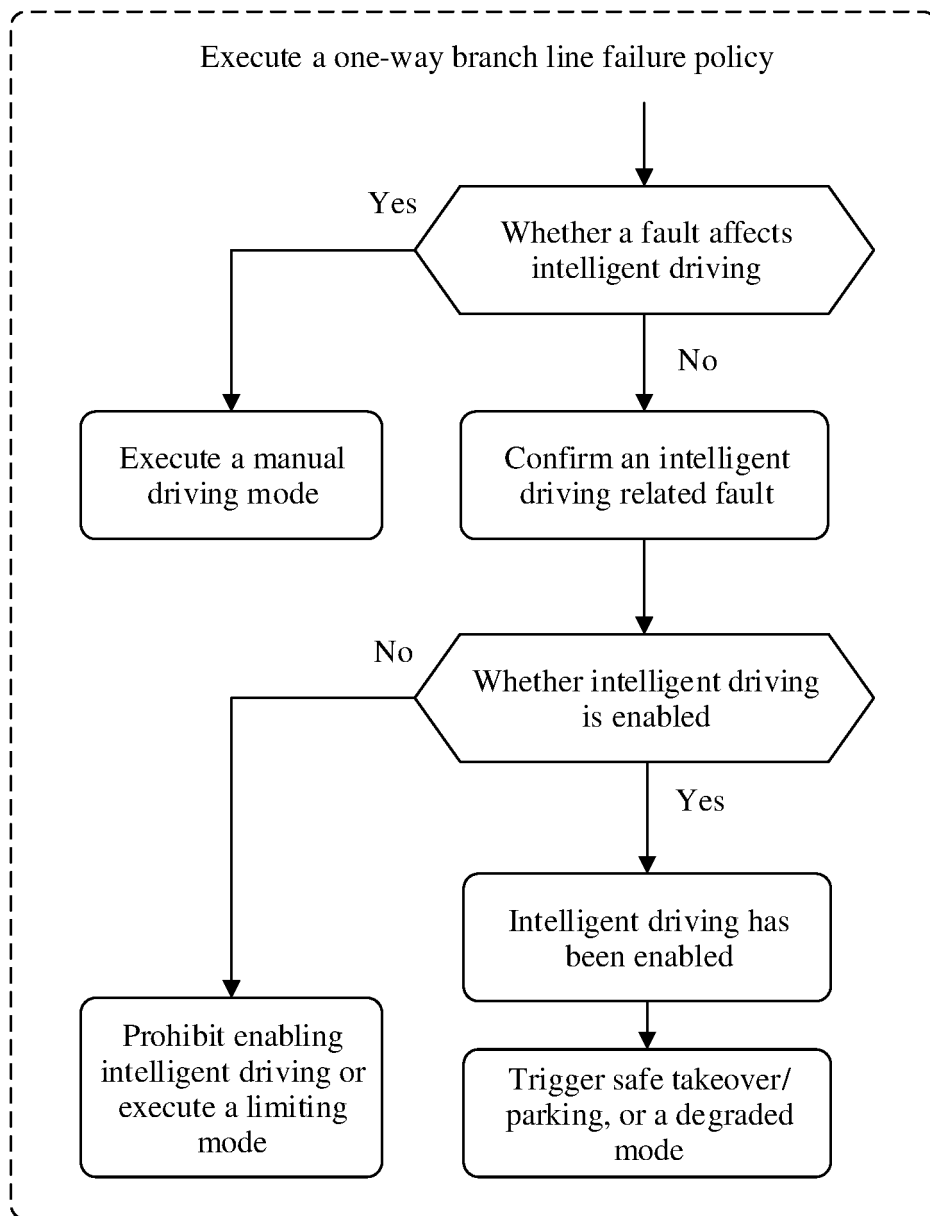 Execute a one-way branch line failure policy
Yes
Whether a fault affects
intelligent driving
No
Execute a manual
driving mode
Confirm an intelligent
driving related fault
No
Whether intelligent driving
is enabled
Yes
Intelligent driving has
been enabled
Prohibit enabling
intelligent driving or
execute a limiting
mode
Trigger safe takeover/
parking, or a degraded
mode